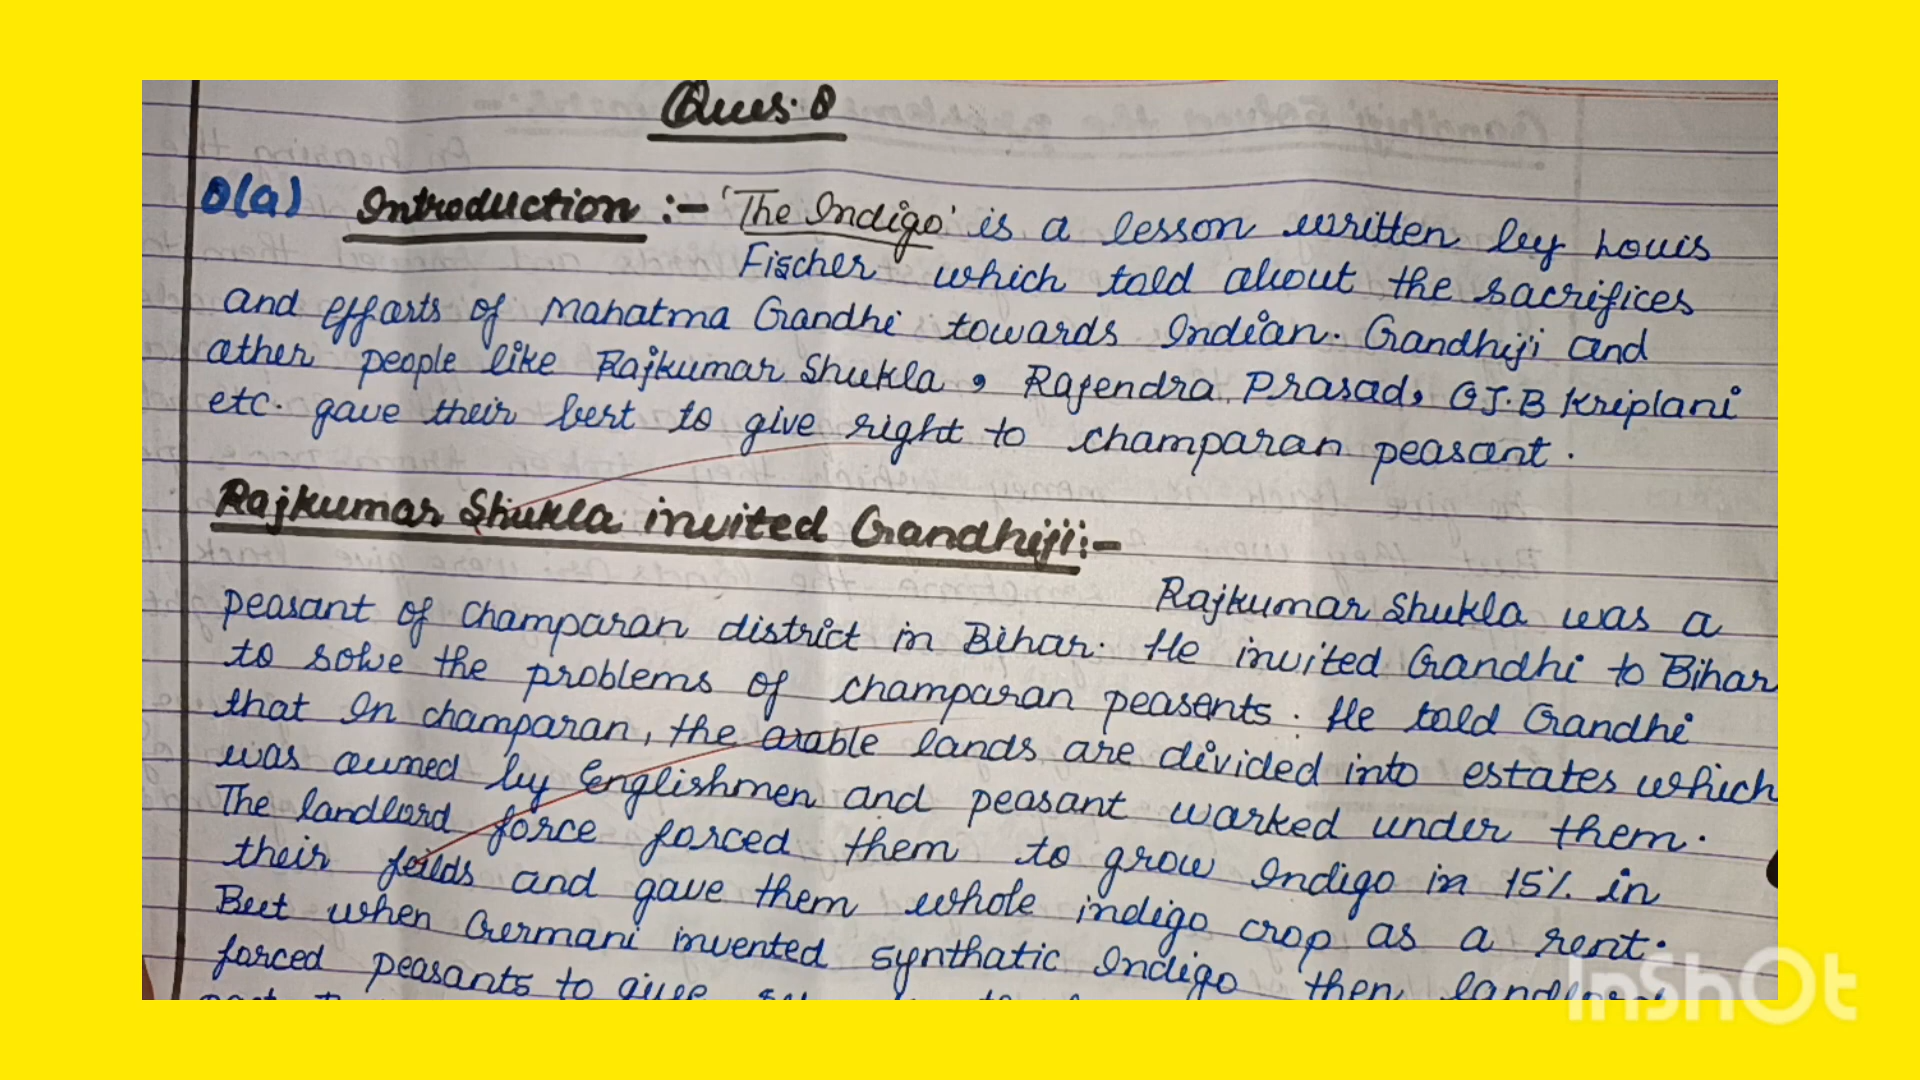 Ques. 8
8(a) Introduction :- 'The Indigo' is a lesson written by Louis
Fischer which told about the sacrifices
and efforts of Mahatma Gandhi towards Indian. Gandhiji and
other people like Rajkumar Shukla, Rajendra Prasad, GJ.B Kriplani
etc. gave their best to give right to champaran peasant.
Rajkumar Shukla invited Gandhiji:-
Rajkumar Shukla was a
peasant of champaran district in Bihar. He invited Gandhi to Bihar
to solve the problems of champaran peasents. He told Gandhi
that In champaran, the arable lands are divided into estates which
was owned by Englishmen and peasant worked under them.
The landlord force forced them to grow Indigo in 15% in
their feilds and gave them whole indigo crop as a rent.
But when Germani invented synthatic Indigo then landlord
forced peasants to give
InShOt